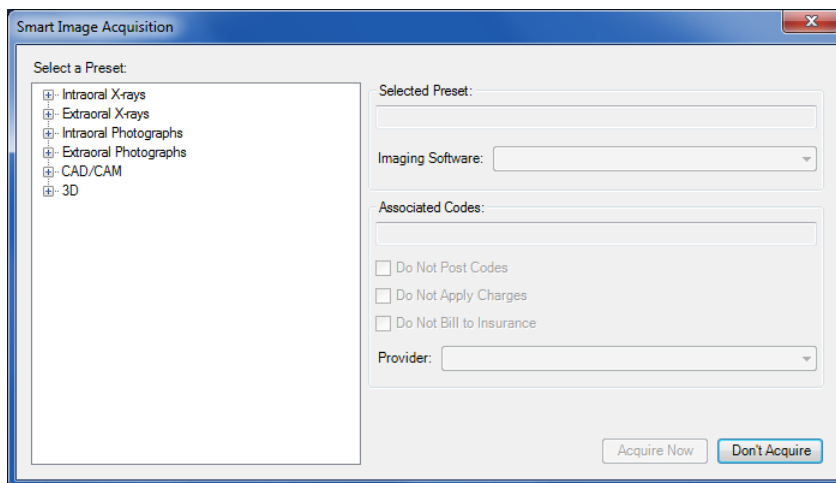 Smart Image Acquisition
Select a Preset:
Intraoral X-rays
Extraoral X-rays
Intraoral Photographs
Extraoral Photographs
CAD/CAM
3D
Selected Preset:
Imaging Software:
Associated Codes:
Do Not Post Codes
Do Not Apply Charges
Do Not Bill to Insurance
Provider:
Acquire Now
Don't Acquire